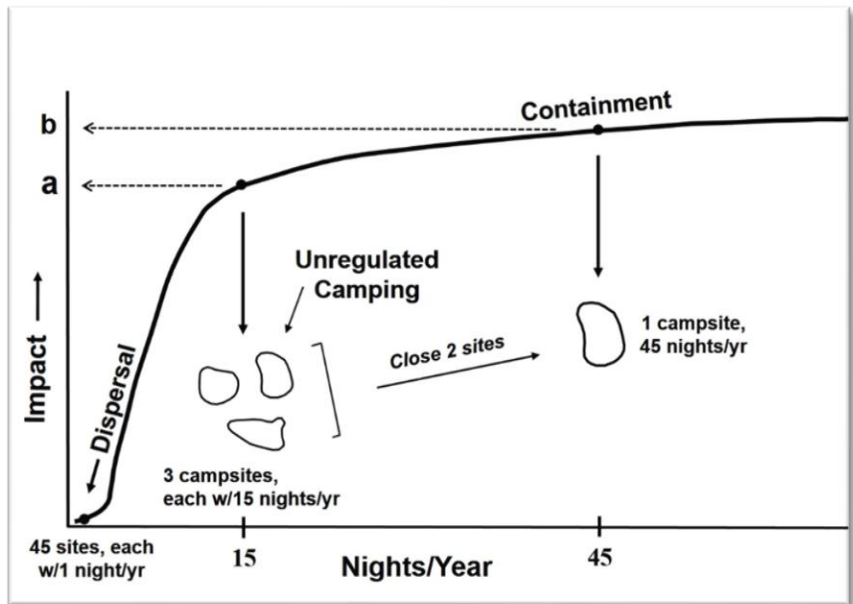 b
Containment
a
Unregulated
Camping
Impact
Dispersal
Close 2 sites
1 campsite,
45 nights/yr
3 campsites,
each w/15 nights/yr
45 sites, each
w/1 night/yr
15
Nights/Year
45